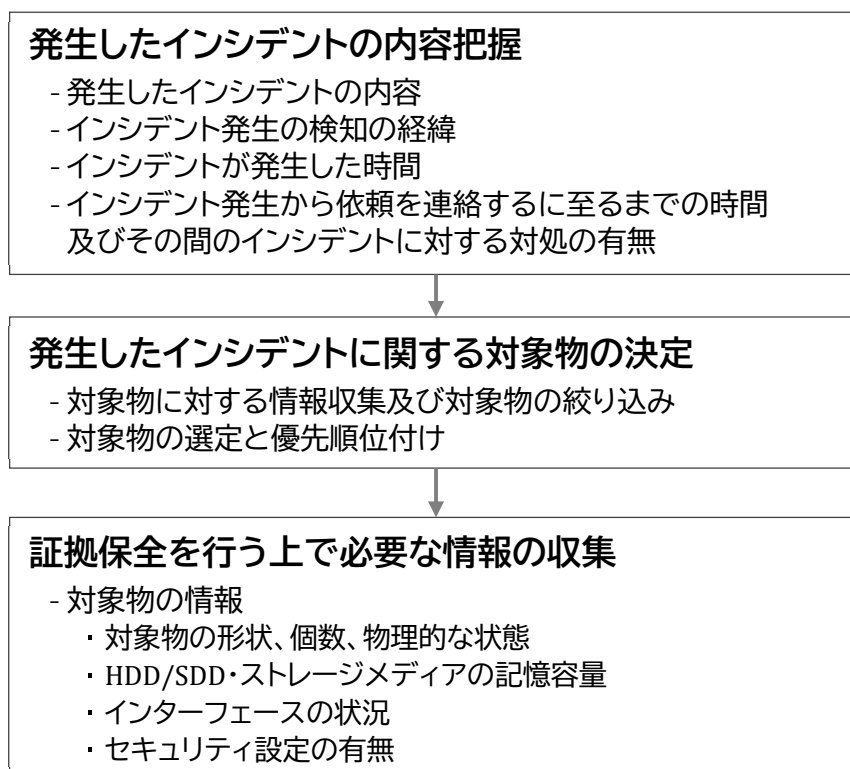 発生したインシデントの内容把握
- 発生したインシデントの内容
- インシデント発生の検知の経緯
- インシデントが発生した時間
- インシデント発生から依頼を連絡するに至るまでの時間
及びその間のインシデントに対する対処の有無
発生したインシデントに関する対象物の決定
- 対象物に対する情報収集及び対象物の絞り込み
- 対象物の選定と優先順位付け
証拠保全を行う上で必要な情報の収集
- 対象物の情報
・対象物の形状、個数、物理的な状態
・HDD/SDD・ストレージメディアの記憶容量
・インターフェースの状況
・セキュリティ設定の有無